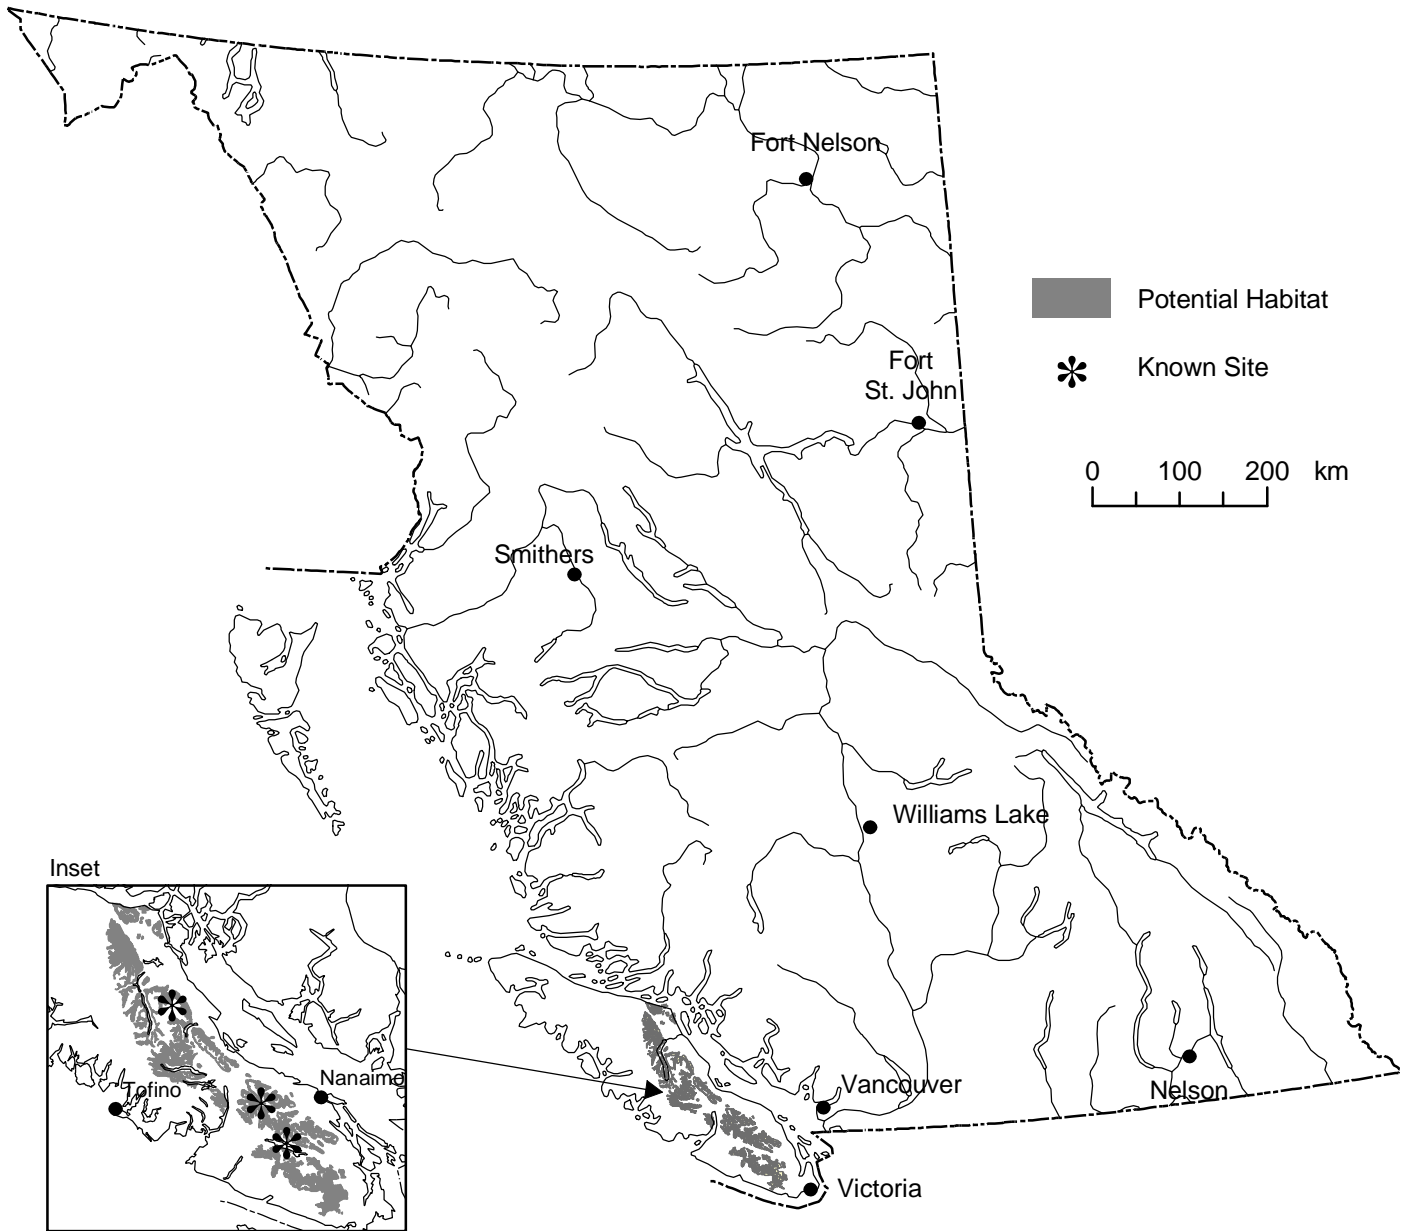 Fort Nelson
Potential Habitat
Known Site
Fort
St. John
0 100 200 km
Smithers
Williams Lake
Inset
Tofino
Nanaimo
Vancouver
Nelson
Victoria